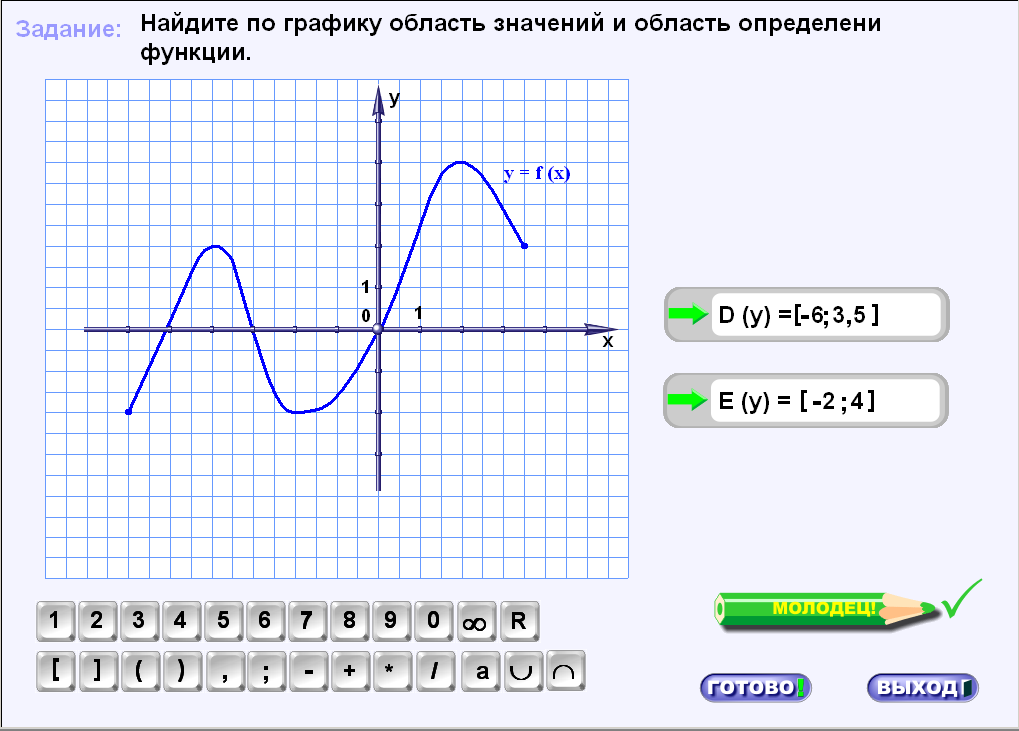 Задание: Найдите по графику область значений и область определени
функции.
y
y = f (x)
1
0 1
x
D (y) =[-6;3,5 ]
E (y) = [ -2 ;4 ]
МОЛОДЕЦ!
1 2 3 4 5 6 7 8 9 0 ∞ R
[ ] ( ) , ; - + * / a ∪ ∩
ГОТОВО! ВЫХОД